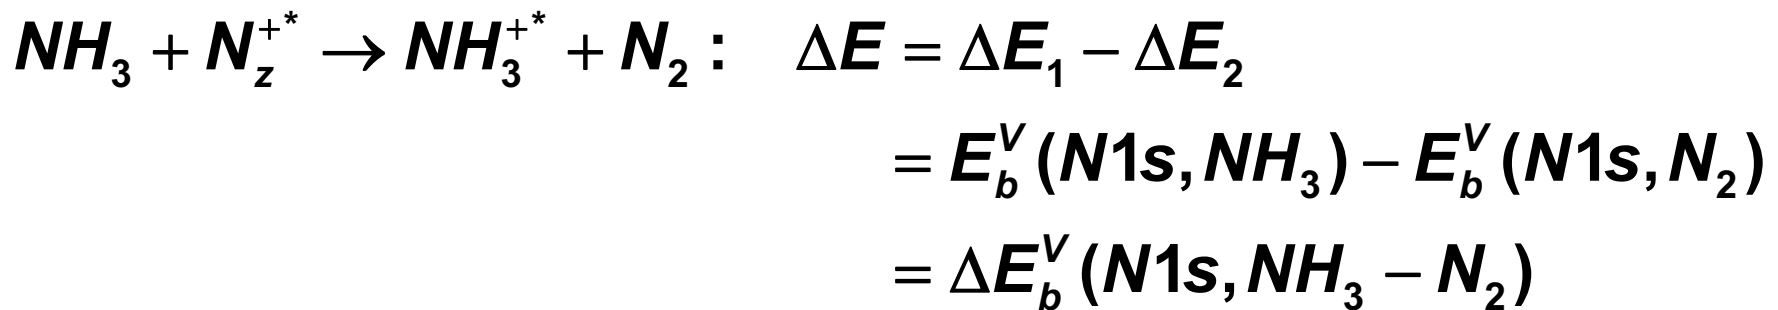 NH₃ + N_z^{+*} → NH₃^{+*} + N₂ : ΔE = ΔE₁ − ΔE₂
= E_b^V(N1s, NH₃) − E_b^V(N1s, N₂)
= ΔE_b^V(N1s, NH₃ − N₂)